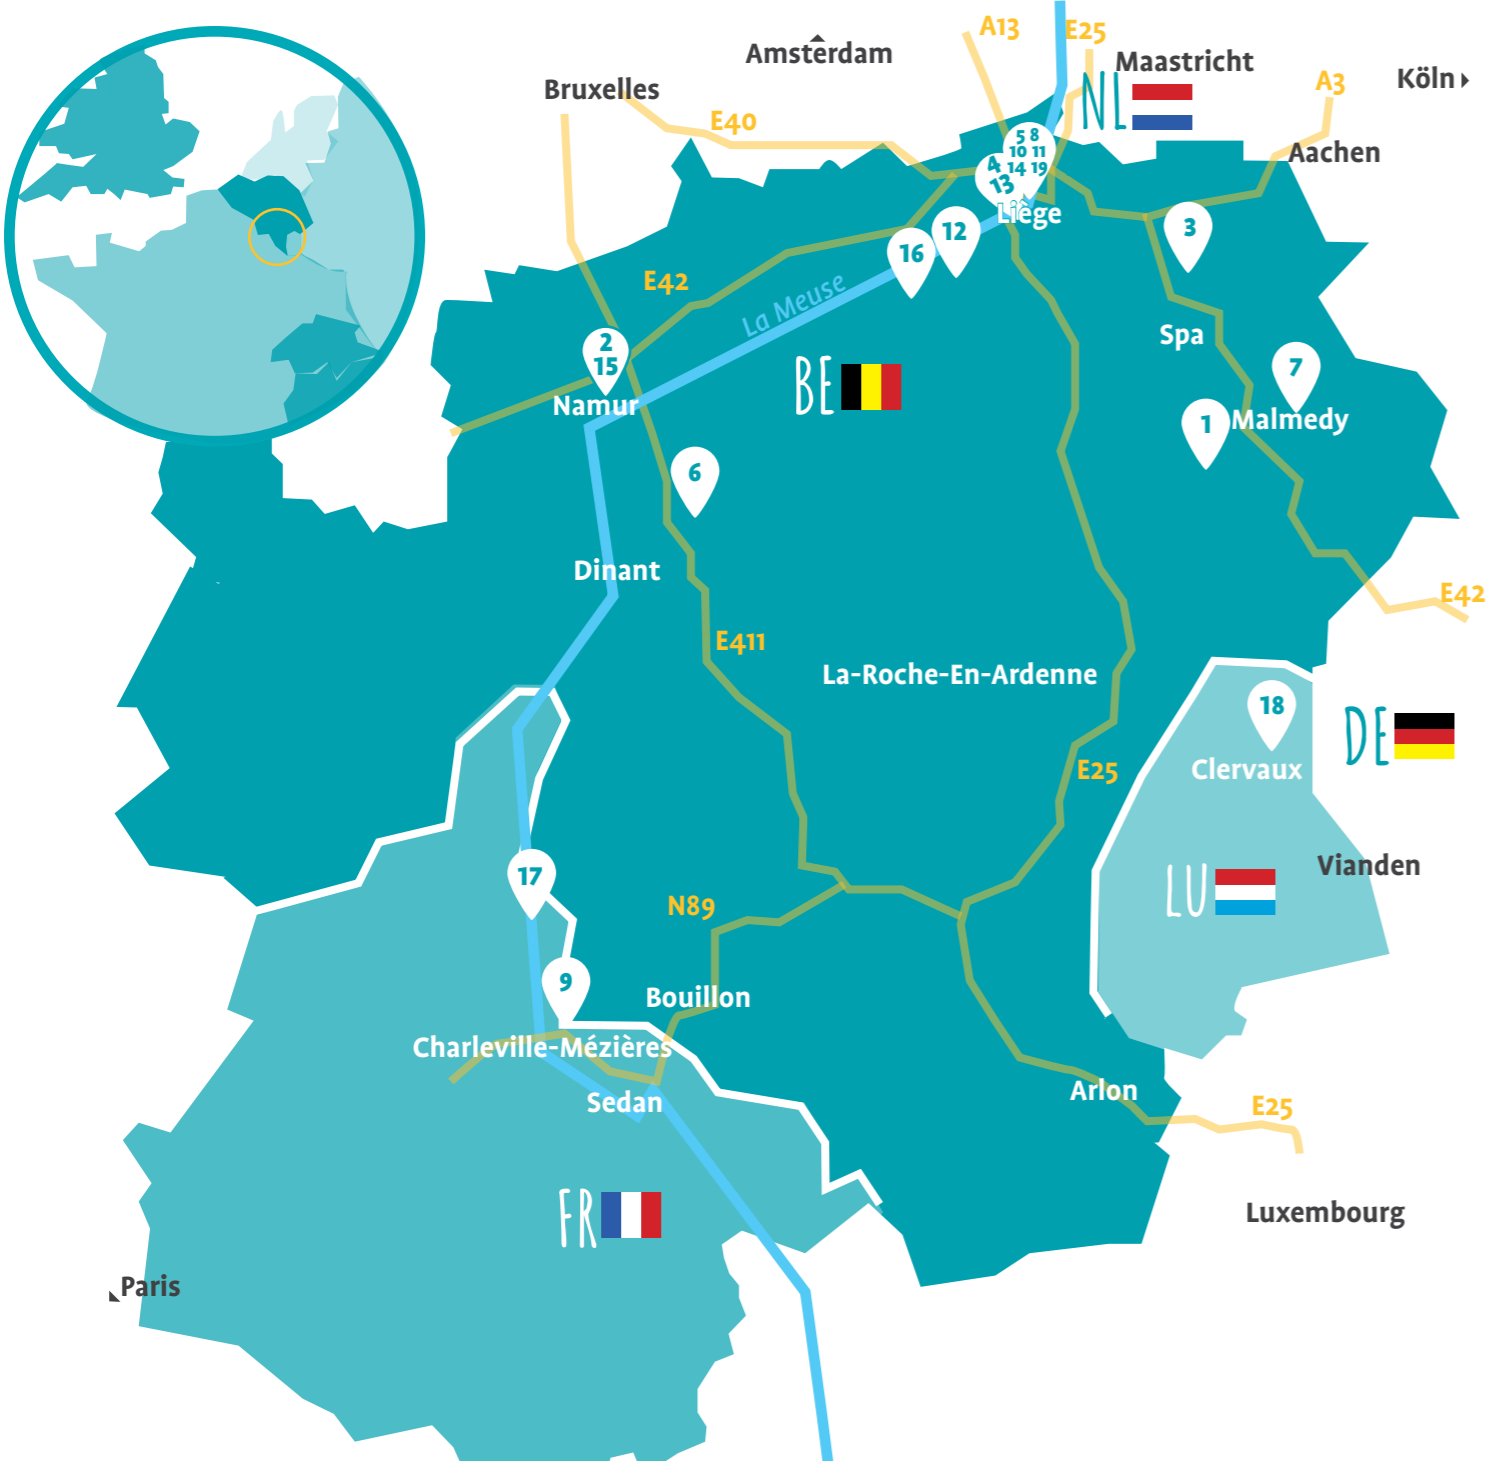 A13
E25
Amsterdam
Maastricht
Köln
Bruxelles
A3
NL
E40
Aachen
5 8
10 11
4 14 19
13
Liège
3
12
16
E42
La Meuse
Spa
2
15
7
BE
Namur
1
Malmedy
6
Dinant
E42
E411
La-Roche-En-Ardenne
18
DE
Clervaux
E25
Vianden
17
LU
N89
9
Bouillon
Charleville-Mézières
Arlon
Sedan
E25
FR
Luxembourg
Paris